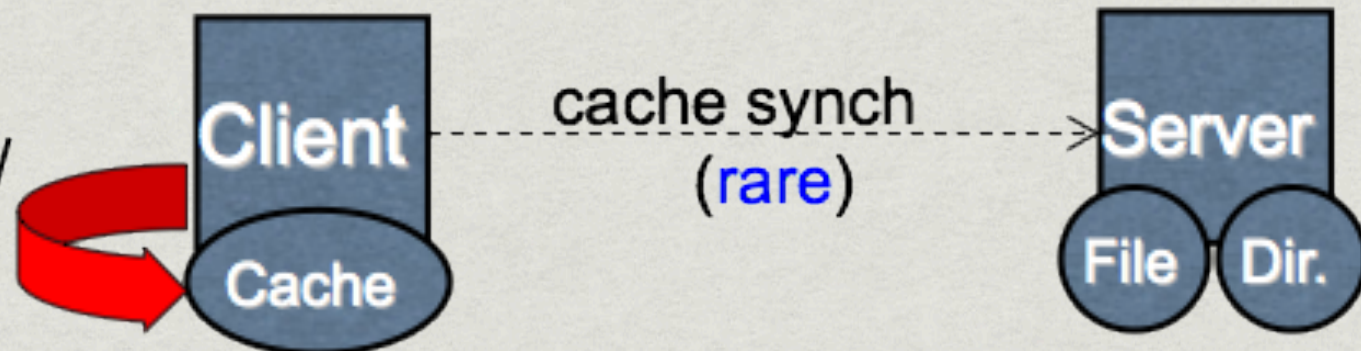 Client
cache synch
(rare)
Server
Cache
File
Dir.